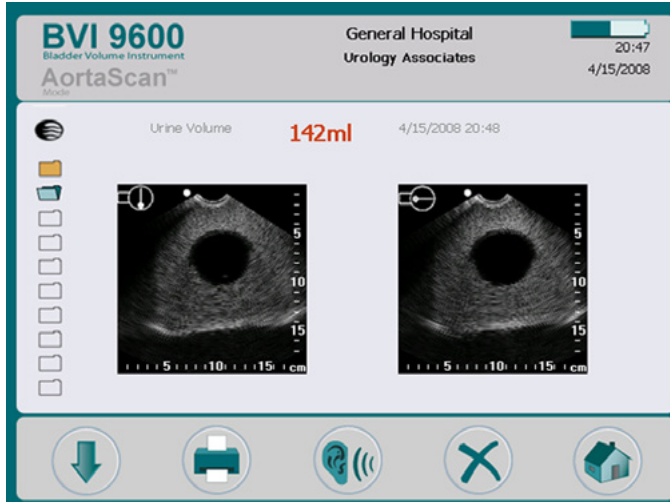 BVI 9600
Bladder Volume Instrument
AortaScan™
Mode
General Hospital
Urology Associates
20:47
4/15/2008
Urine Volume
142ml
4/15/2008 20:48
5
10
15
5 10 15 cm
5
10
15
5 10 15 cm